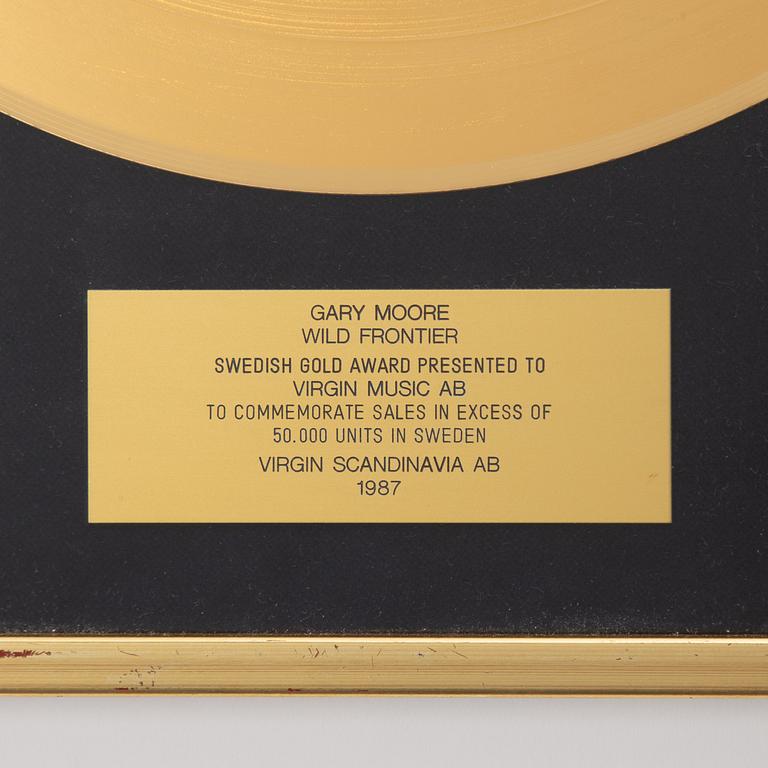 GARY MOORE
WILD FRONTIER
SWEDISH GOLD AWARD PRESENTED TO
VIRGIN MUSIC AB
TO COMMEMORATE SALES IN EXCESS OF
50.000 UNITS IN SWEDEN
VIRGIN SCANDINAVIA AB
1987